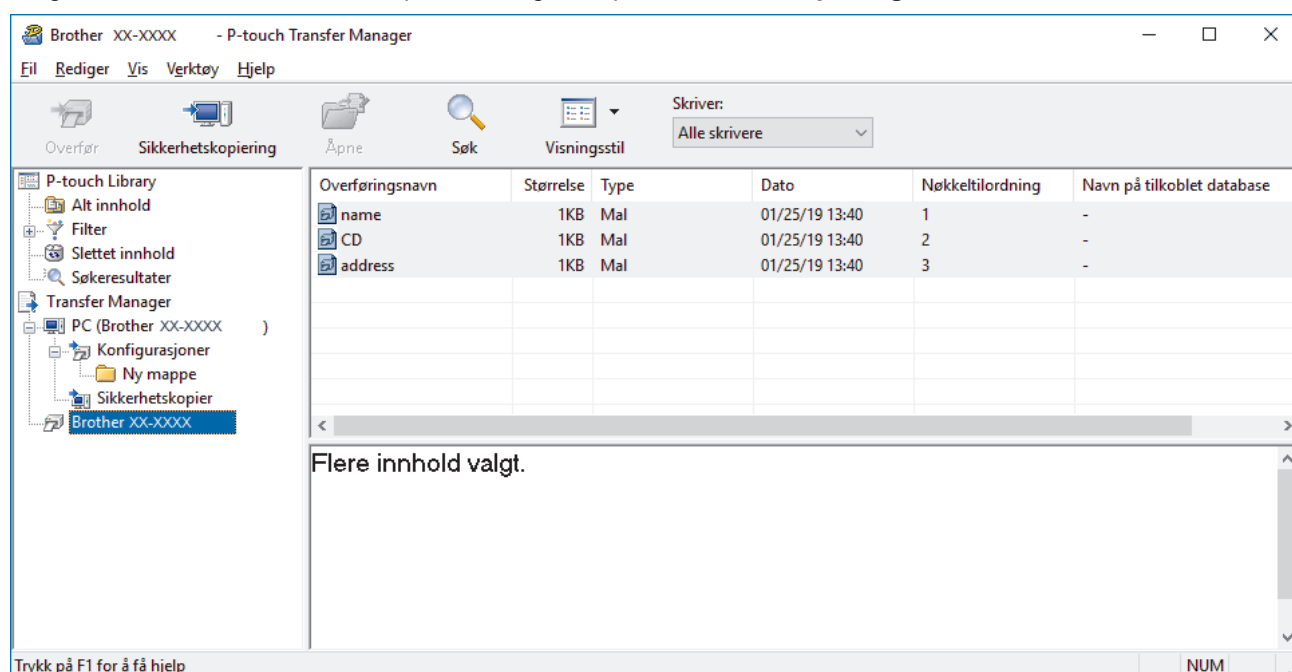 Brother XX-XXXX - P-touch Transfer Manager
Fil Rediger Vis Verktøy Hjelp
Overfør Sikkerhetskopiering Åpne Søk Visningsstil
Skriver:
Alle skrivere
P-touch Library
Alt innhold
Filter
Slettet innhold
Søkeresultater
Transfer Manager
PC (Brother XX-XXXX )
Konfigurasjoner
Ny mappe
Sikkerhetskopier
Brother XX-XXXX
Overføringsnavn Størrelse Type Dato Nøkkeltilordning Navn på tilkoblet database
name 1KB Mal 01/25/19 13:40 1 -
CD 1KB Mal 01/25/19 13:40 2 -
address 1KB Mal 01/25/19 13:40 3 -
Flere innhold valgt.
Trykk på F1 for å få hjelp NUM